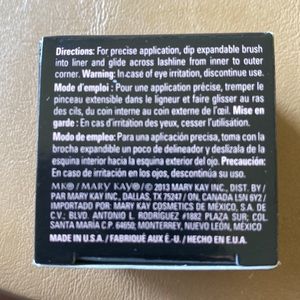 Directions: For precise application, dip expandable brush
into liner and glide across lashline from inner to outer
corner. Warning: In case of eye irritation, discontinue use.
Mode d'emploi : Pour une application précise, tremper le
pinceau extensible dans le ligneur et faire glisser au ras
des cils, du coin interne au coin externe de l'œil. Mise en
garde : En cas d'irritation des yeux, cesser l'utilisation.
Modo de empleo: Para una aplicación precisa, toma con la
brocha expandible un poco de delineador y deslízala de la
esquina interior hacia la esquina exterior del ojo. Precaución:
En caso de irritación en los ojos, descontinúa su uso.
MK® / MARY KAY® / © 2013 MARY KAY INC. DIST. BY /
PAR MARY KAY INC., DALLAS, TX 75247 / ON, CANADA L5N 6Y2 /
IMPORTADO POR: MARY KAY COSMETICS DE MÉXICO, S.A. DE
C.V.; BLVD. ANTONIO L. RODRÍGUEZ #1882 PLAZA SUR; COL.
SANTA MARÍA C.P. 64650; MONTERREY, NUEVO LEÓN, MÉXICO
MADE IN U.S.A. / FABRIQUÉ AUX É.-U. / HECHO EN E.U.A.